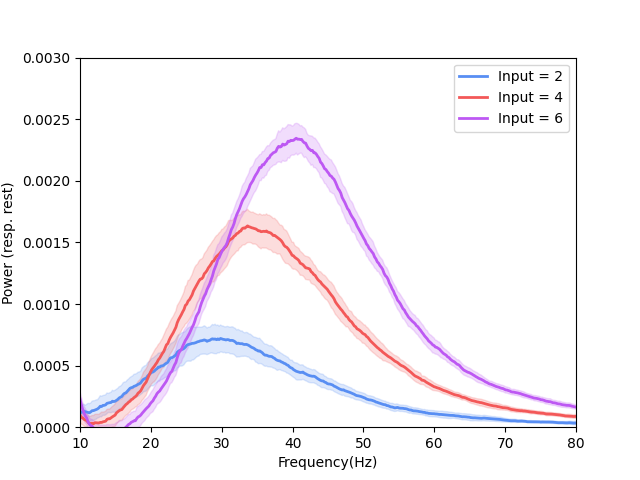 0.0030
0.0025
0.0020
0.0015
0.0010
0.0005
0.0000
Power (resp. rest)
Input = 2
Input = 4
Input = 6
10 20 30 40 50 60 70 80
Frequency(Hz)